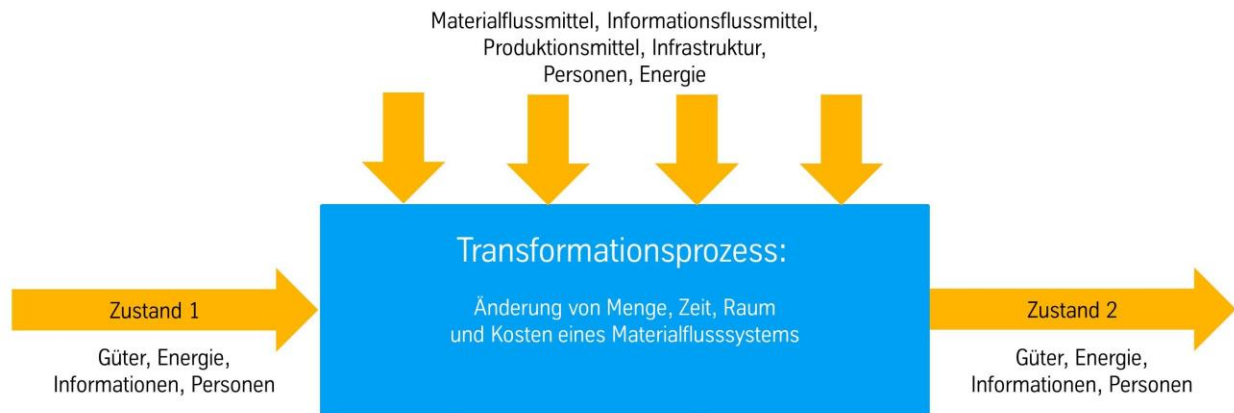 Materialflussmittel, Informationsflussmittel,
Produktionsmittel, Infrastruktur,
Personen, Energie
Transformationsprozess:
Änderung von Menge, Zeit, Raum
und Kosten eines Materialflusssystems
Zustand 1
Güter, Energie,
Informationen, Personen
Zustand 2
Güter, Energie,
Informationen, Personen